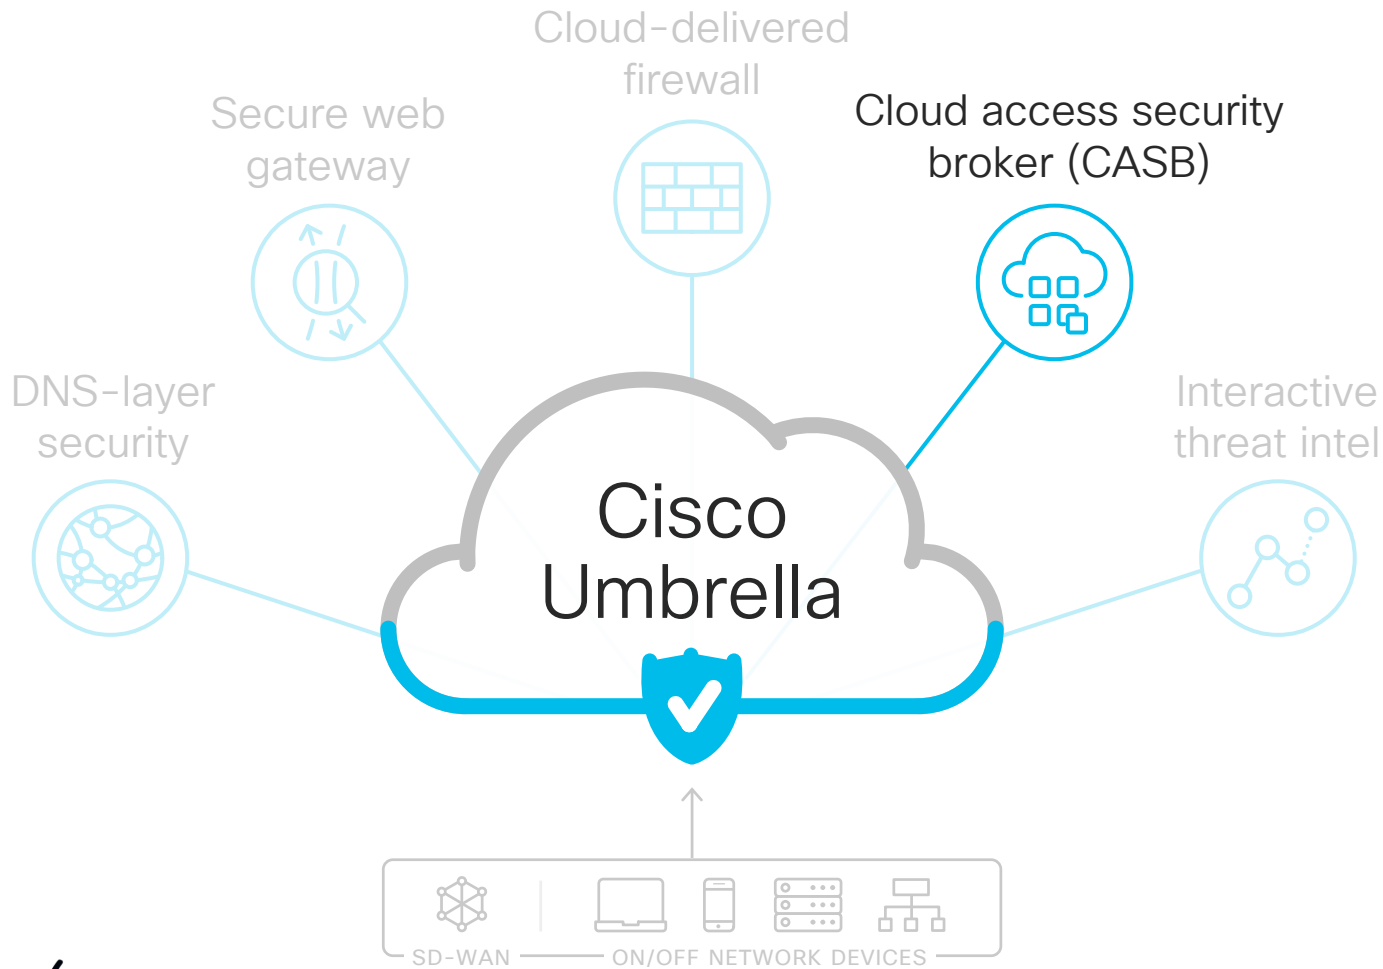 Cloud-delivered
firewall
Secure web
gateway
Cloud access security
broker (CASB)
DNS-layer
security
Interactive
threat intel
Cisco
Umbrella
SD-WAN
ON/OFF NETWORK DEVICES